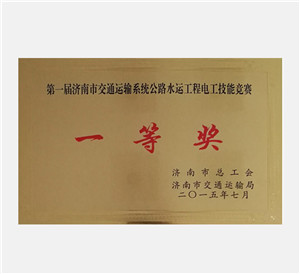 第一届济南市交通运输系统公路水运工程电工技能竞赛
一等奖
济南市总工会
济南市交通运输局
二〇一五年七月